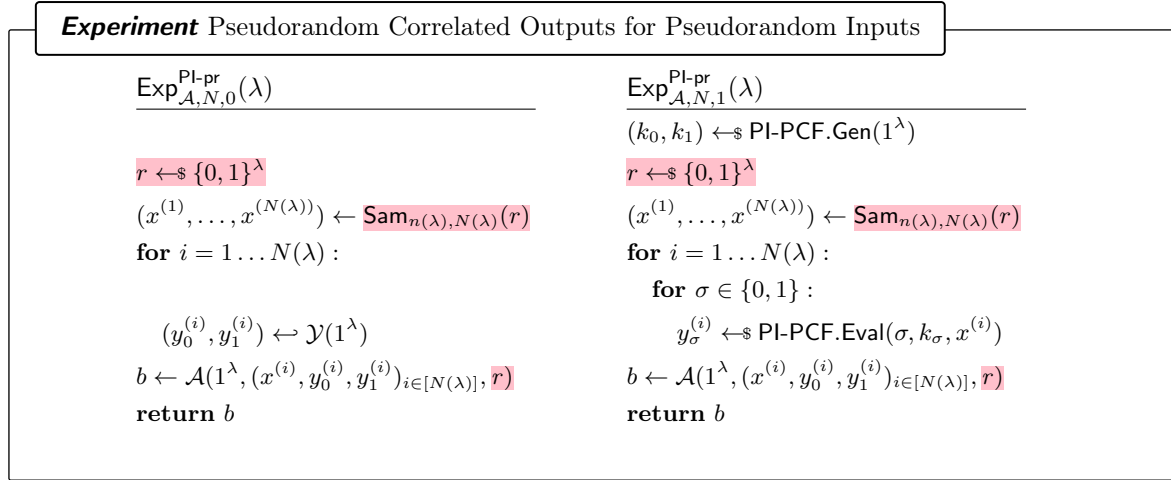 Experiment Pseudorandom Correlated Outputs for Pseudorandom Inputs
Exp^{PI-pr}_{𝒜,N,0}(λ)
r ←$ {0,1}^λ
(x^{(1)}, …, x^{(N(λ))}) ← Sam_{n(λ),N(λ)}(r)
for i = 1 … N(λ) :
(y_0^{(i)}, y_1^{(i)}) ↩ 𝒴(1^λ)
b ← 𝒜(1^λ, (x^{(i)}, y_0^{(i)}, y_1^{(i)})_{i∈[N(λ)]}, r)
return b
Exp^{PI-pr}_{𝒜,N,1}(λ)
(k_0, k_1) ←$ PI-PCF.Gen(1^λ)
r ←$ {0,1}^λ
(x^{(1)}, …, x^{(N(λ))}) ← Sam_{n(λ),N(λ)}(r)
for i = 1 … N(λ) :
for σ ∈ {0,1} :
y_σ^{(i)} ←$ PI-PCF.Eval(σ, k_σ, x^{(i)})
b ← 𝒜(1^λ, (x^{(i)}, y_0^{(i)}, y_1^{(i)})_{i∈[N(λ)]}, r)
return b